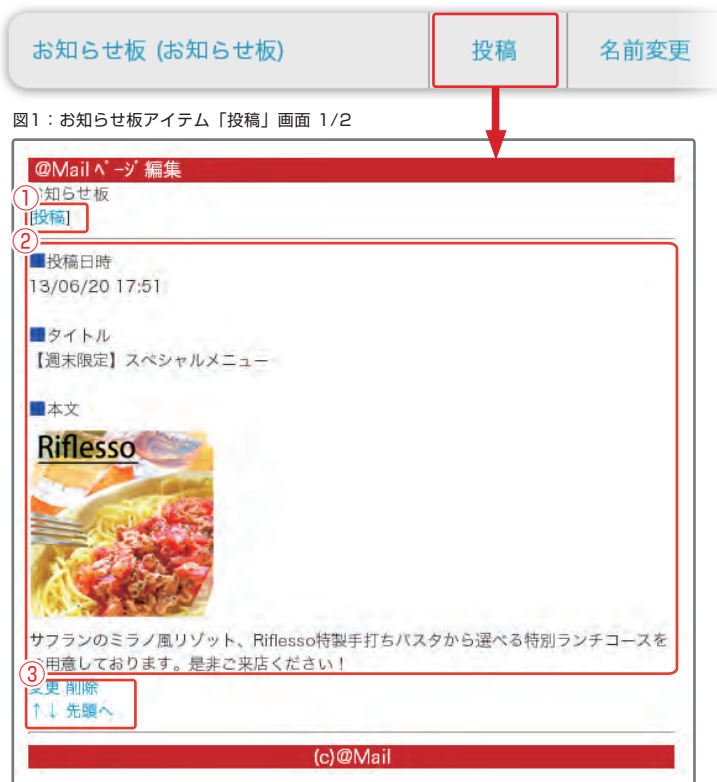 お知らせ板 (お知らせ板) 投稿 名前変更
図1：お知らせ板アイテム「投稿」画面 1/2
@Mailﾍﾟｰｼﾞ編集
①知らせ板
[投稿]
②
■投稿日時
13/06/20 17:51
■タイトル
【週末限定】スペシャルメニュー
■本文
Riflesso
サフランのミラノ風リゾット、Riflesso特製手打ちパスタから選べる特別ランチコースを
用意しております。是非ご来店ください！
③
変更 削除
↑↓ 先頭へ
(c)@Mail